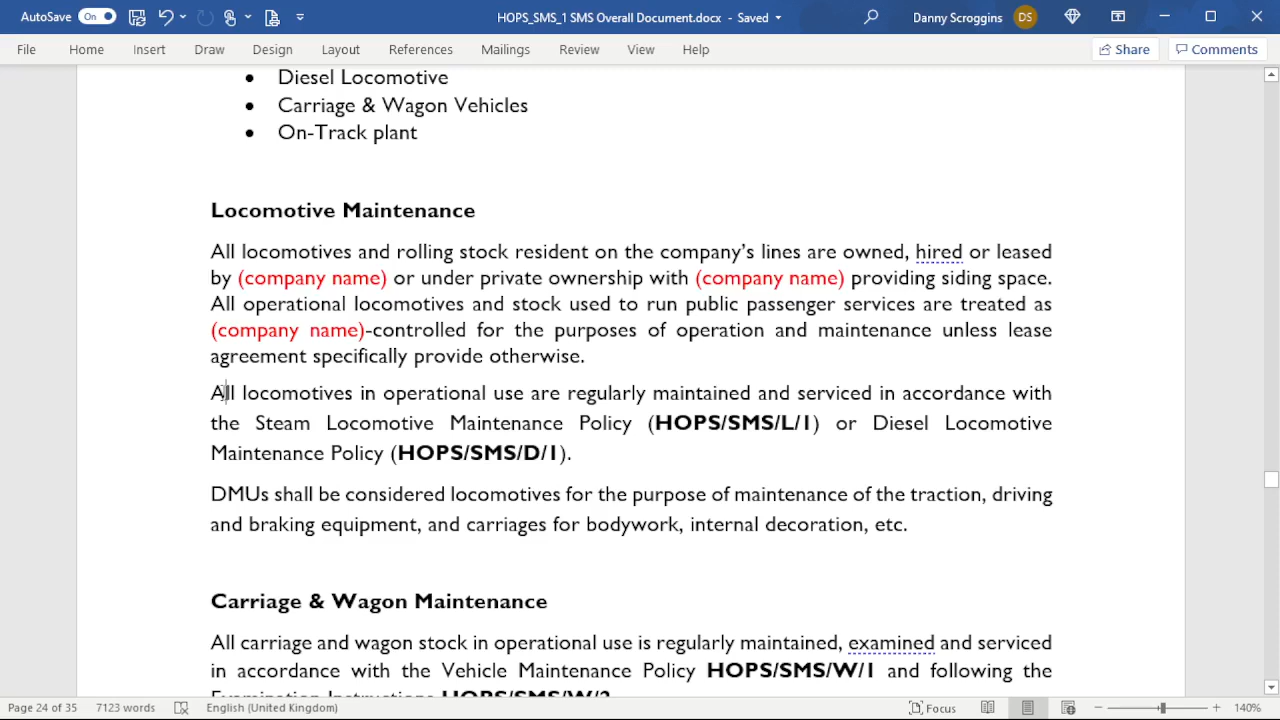 AutoSave On HOPS_SMS_1 SMS Overall Document.docx - Saved Danny Scroggins DS
File Home Insert Draw Design Layout References Mailings Review View Help Share Comments
• Diesel Locomotive
• Carriage & Wagon Vehicles
• On-Track plant
Locomotive Maintenance
All locomotives and rolling stock resident on the company's lines are owned, hired or leased
by (company name) or under private ownership with (company name) providing siding space.
All operational locomotives and stock used to run public passenger services are treated as
(company name)-controlled for the purposes of operation and maintenance unless lease
agreement specifically provide otherwise.
All locomotives in operational use are regularly maintained and serviced in accordance with
the Steam Locomotive Maintenance Policy (HOPS/SMS/L/1) or Diesel Locomotive
Maintenance Policy (HOPS/SMS/D/1).
DMUs shall be considered locomotives for the purpose of maintenance of the traction, driving
and braking equipment, and carriages for bodywork, internal decoration, etc.
Carriage & Wagon Maintenance
All carriage and wagon stock in operational use is regularly maintained, examined and serviced
in accordance with the Vehicle Maintenance Policy HOPS/SMS/W/1 and following the
Examination Instructions HOPS/SMS/W/2
Page 24 of 35 7123 words English (United Kingdom) Focus 140%